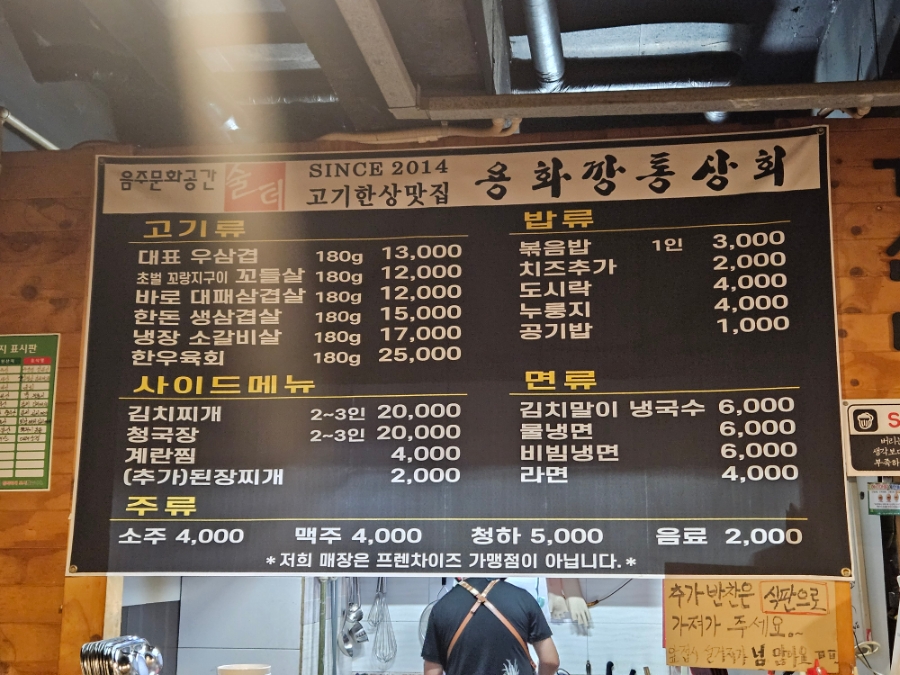 음주문화공간 술터 SINCE 2014
고기한상맛집
용화깡통상회
고기류
대표 우삼겹 180g 13,000
초벌 꼬랑지구이 꼬들살 180g 12,000
바로 대패삼겹살 180g 12,000
한돈 생삼겹살 180g 15,000
냉장 소갈비살 180g 17,000
한우육회 180g 25,000
밥류
볶음밥 1인 3,000
치즈추가 2,000
도시락 4,000
누룽지 4,000
공기밥 1,000
사이드메뉴
김치찌개 2~3인 20,000
청국장 2~3인 20,000
계란찜 4,000
(추가)된장찌개 2,000
면류
김치말이 냉국수 6,000
물냉면 6,000
비빔냉면 6,000
라면 4,000
주류
소주 4,000 맥주 4,000 청하 5,000 음료 2,000
*저희 매장은 프렌차이즈 가맹점이 아닙니다.*
추가반찬은 식판으로
가져가 주세요~
표시판